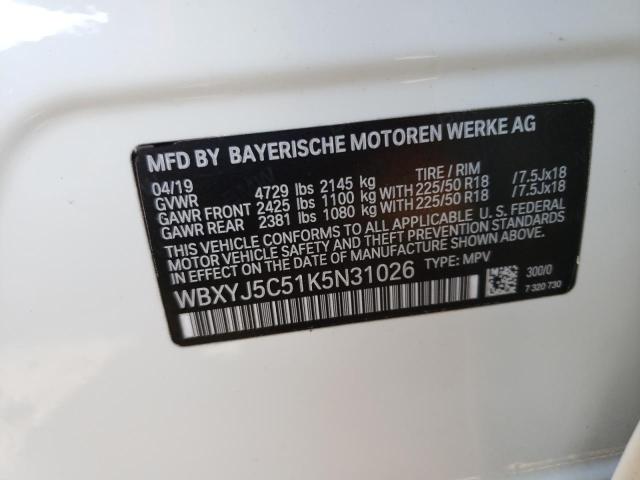 MFD BY BAYERISCHE MOTOREN WERKE AG
04/19 TIRE / RIM
GVWR 4729 lbs 2145 kg
GAWR FRONT 2425 lbs 1100 kg WITH 225/50 R18 /7.5Jx18
GAWR REAR 2381 lbs 1080 kg WITH 225/50 R18 /7.5Jx18
THIS VEHICLE CONFORMS TO ALL APPLICABLE U. S. FEDERAL
MOTOR VEHICLE SAFETY AND THEFT PREVENTION STANDARDS
IN EFFECT ON THE DATE OF MANUFACTURE SHOWN ABOVE.
WBXYJ5C51K5N31026 TYPE: MPV
300/0
7 320 730